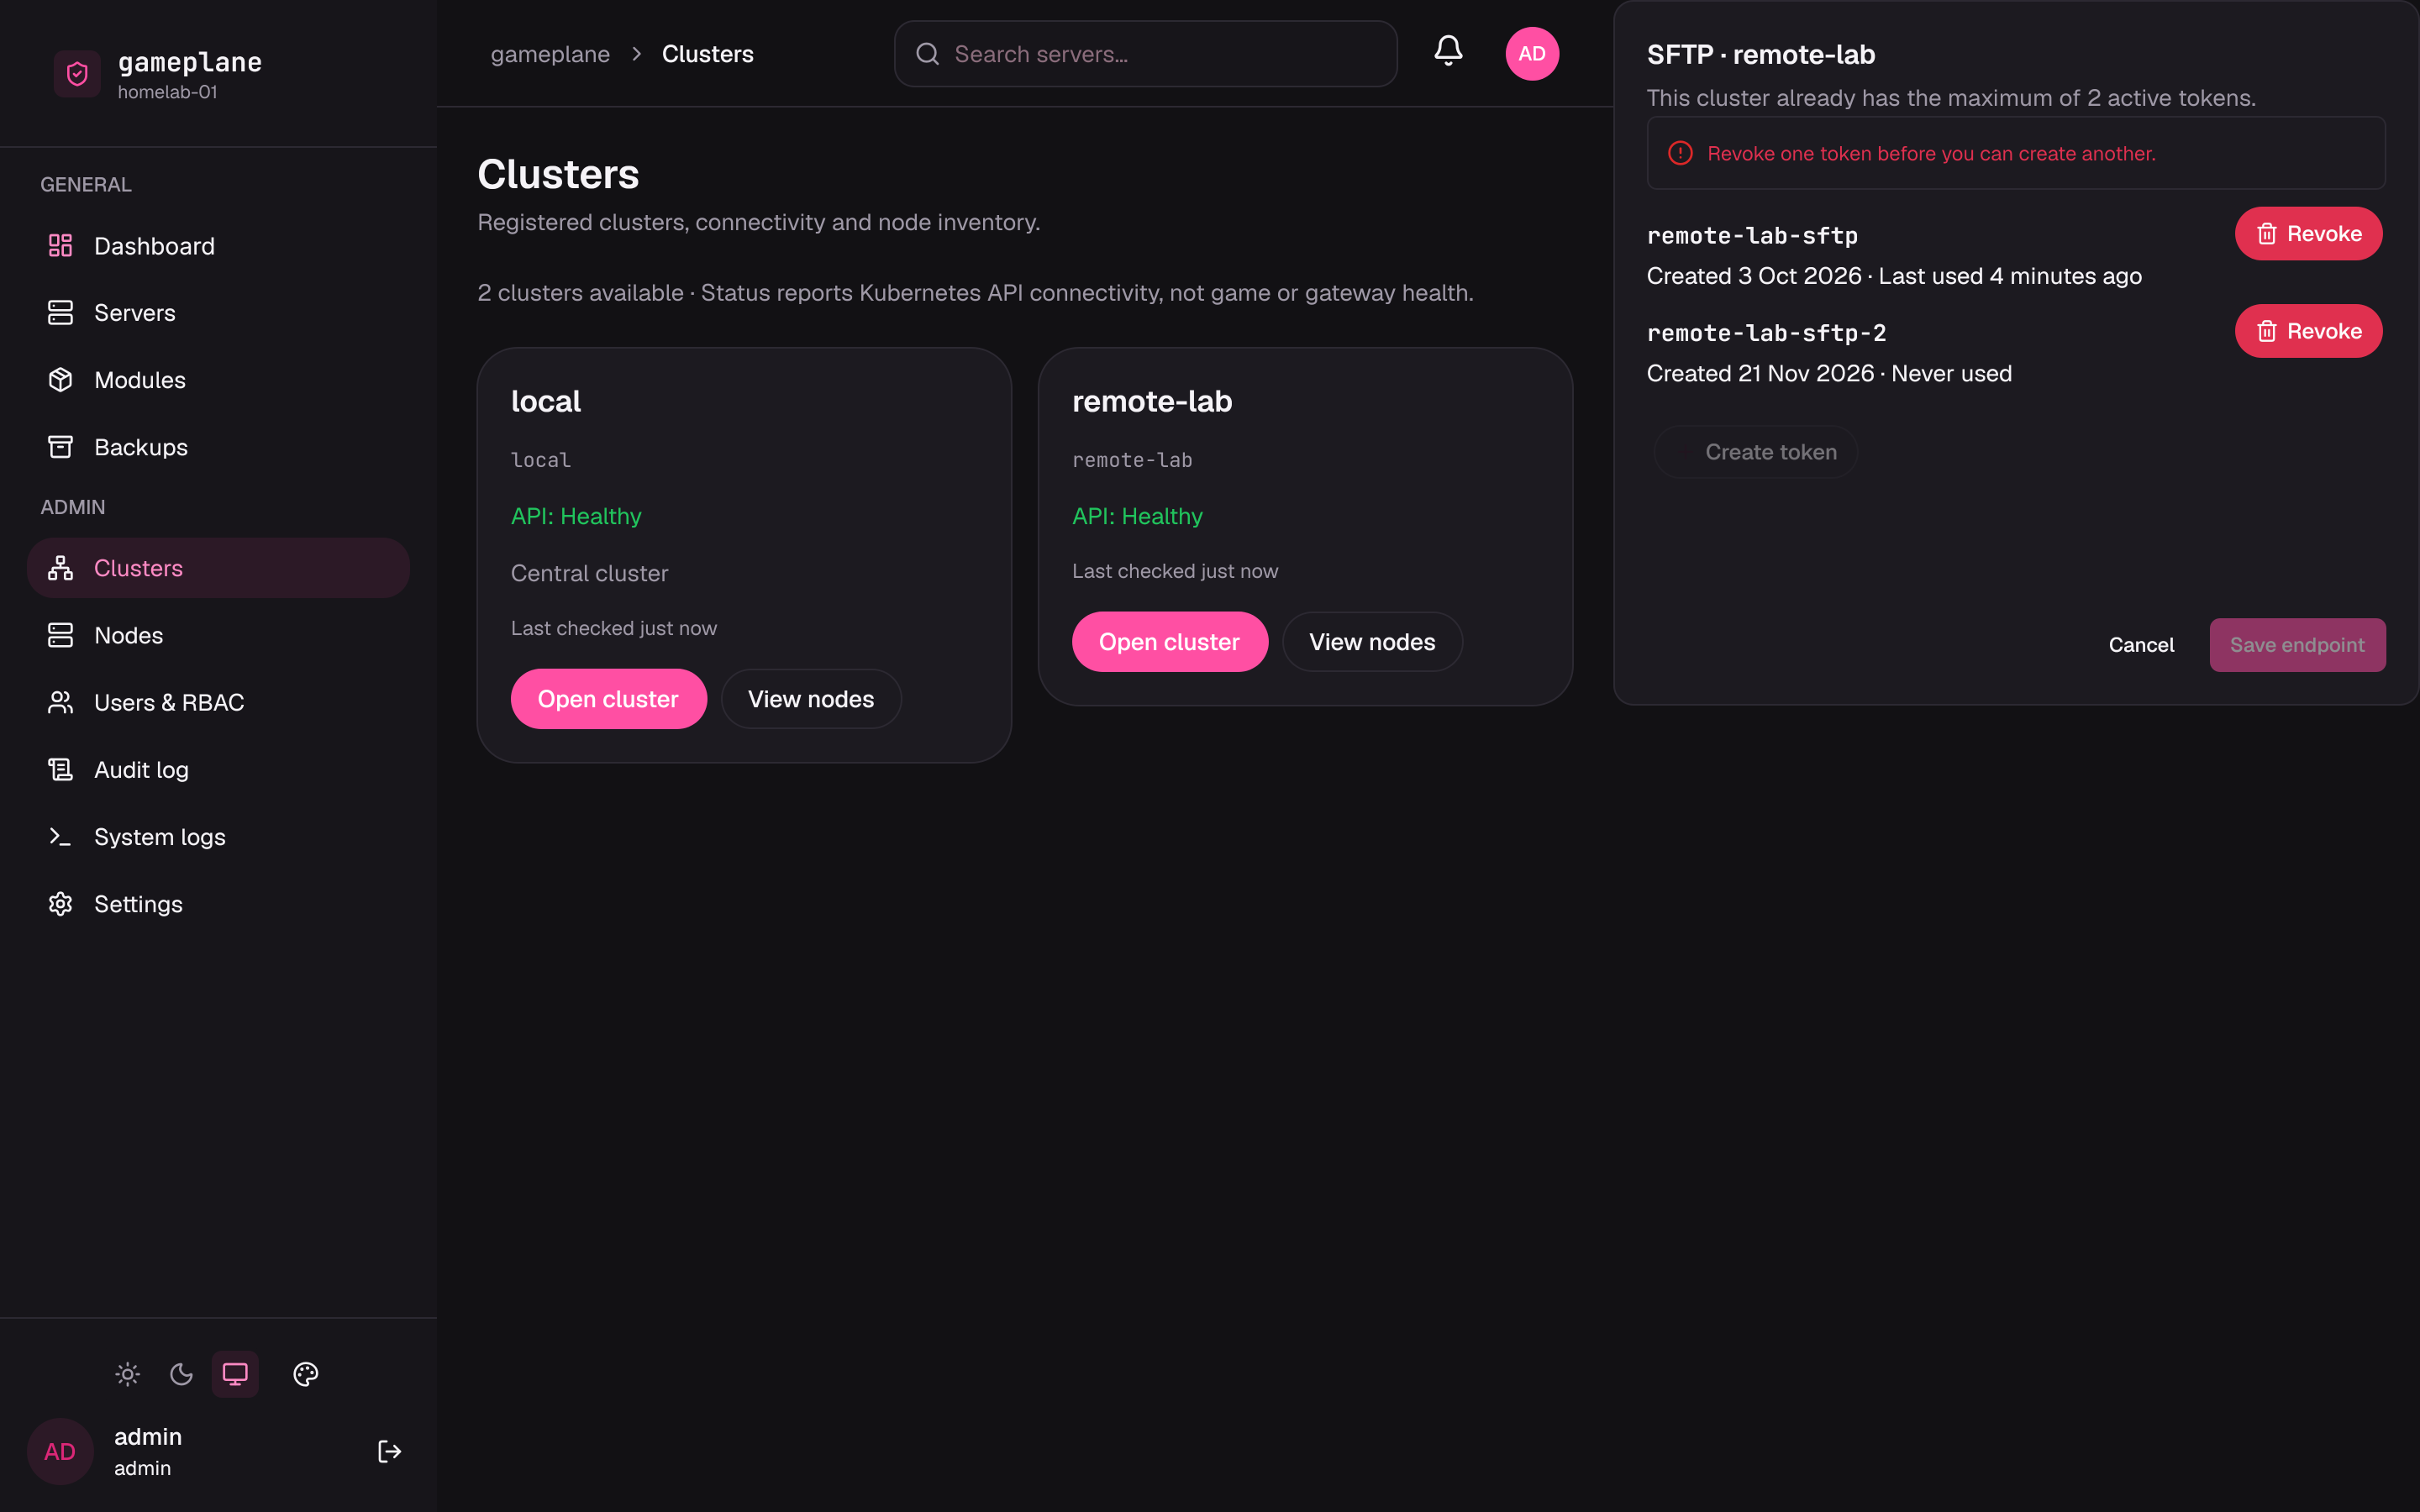 gameplane
homelab-01
GENERAL
Dashboard
Servers
Modules
Backups
ADMIN
Clusters
Nodes
Users & RBAC
Audit log
System logs
Settings
AD
admin
admin
gameplane > Clusters
Search servers...
AD
Clusters
Registered clusters, connectivity and node inventory.
2 clusters available · Status reports Kubernetes API connectivity, not game or gateway health.
local
local
API: Healthy
Central cluster
Last checked just now
Open cluster
View nodes
remote-lab
remote-lab
API: Healthy
Last checked just now
Open cluster
View nodes
SFTP · remote-lab
This cluster already has the maximum of 2 active tokens.
Revoke one token before you can create another.
remote-lab-sftp
Revoke
Created 3 Oct 2026 · Last used 4 minutes ago
remote-lab-sftp-2
Revoke
Created 21 Nov 2026 · Never used
Create token
Cancel
Save endpoint